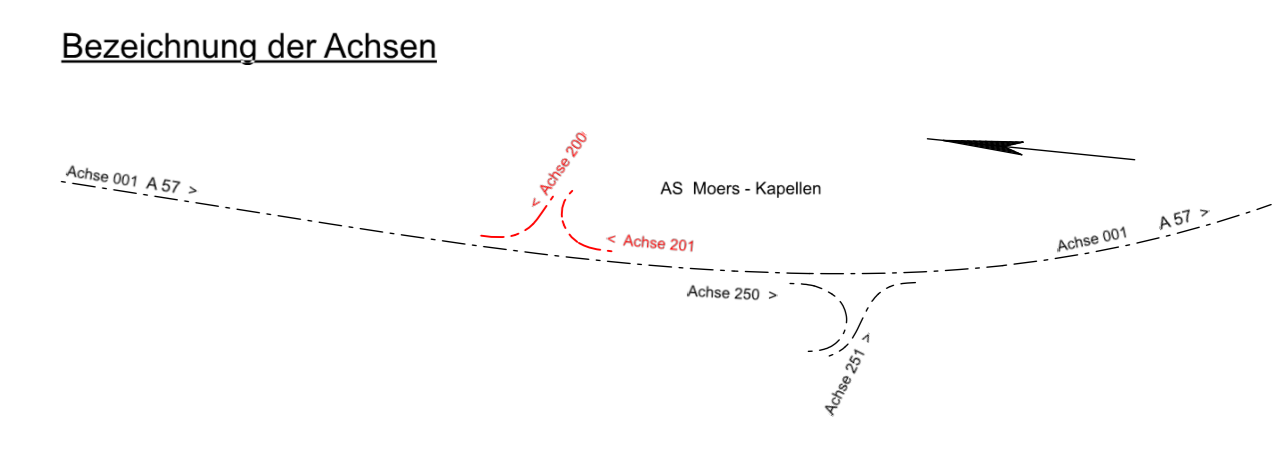 Bezeichnung der Achsen
< Achse 200
Achse 001 A 57 >
AS Moers - Kapellen
A 57 >
Achse 001
< Achse 201
Achse 250 >
Achse 251 >